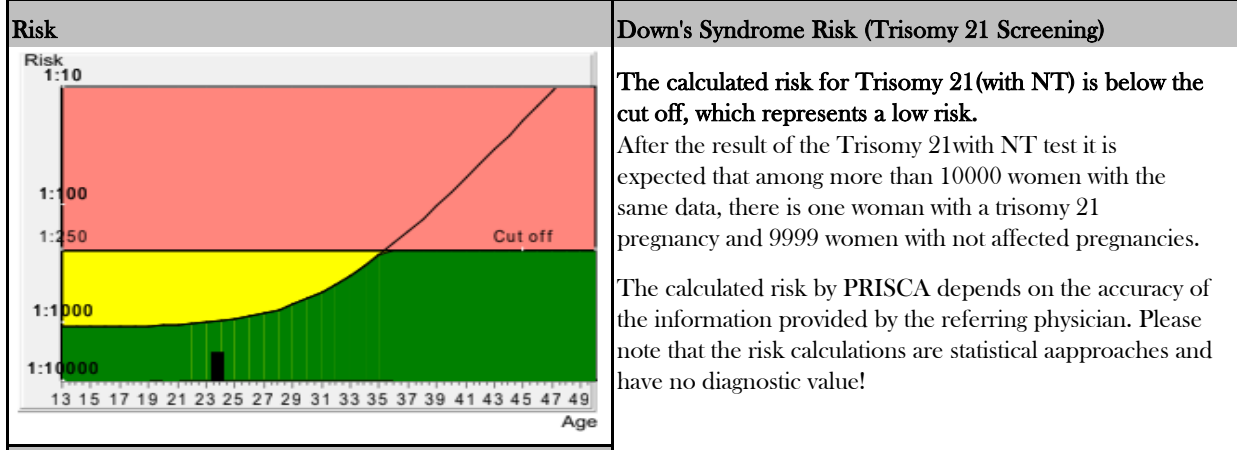 Risk
Risk
1:10
1:100
1:250
Cut off
1:1000
1:10000
13 15 17 19 21 23 25 27 29 31 33 35 37 39 41 43 45 47 49
Age
Down's Syndrome Risk (Trisomy 21 Screening)
The calculated risk for Trisomy 21(with NT) is below the
cut off, which represents a low risk.
After the result of the Trisomy 21with NT test it is
expected that among more than 10000 women with the
same data, there is one woman with a trisomy 21
pregnancy and 9999 women with not affected pregnancies.
The calculated risk by PRISCA depends on the accuracy of
the information provided by the referring physician. Please
note that the risk calculations are statistical aapproaches and
have no diagnostic value!